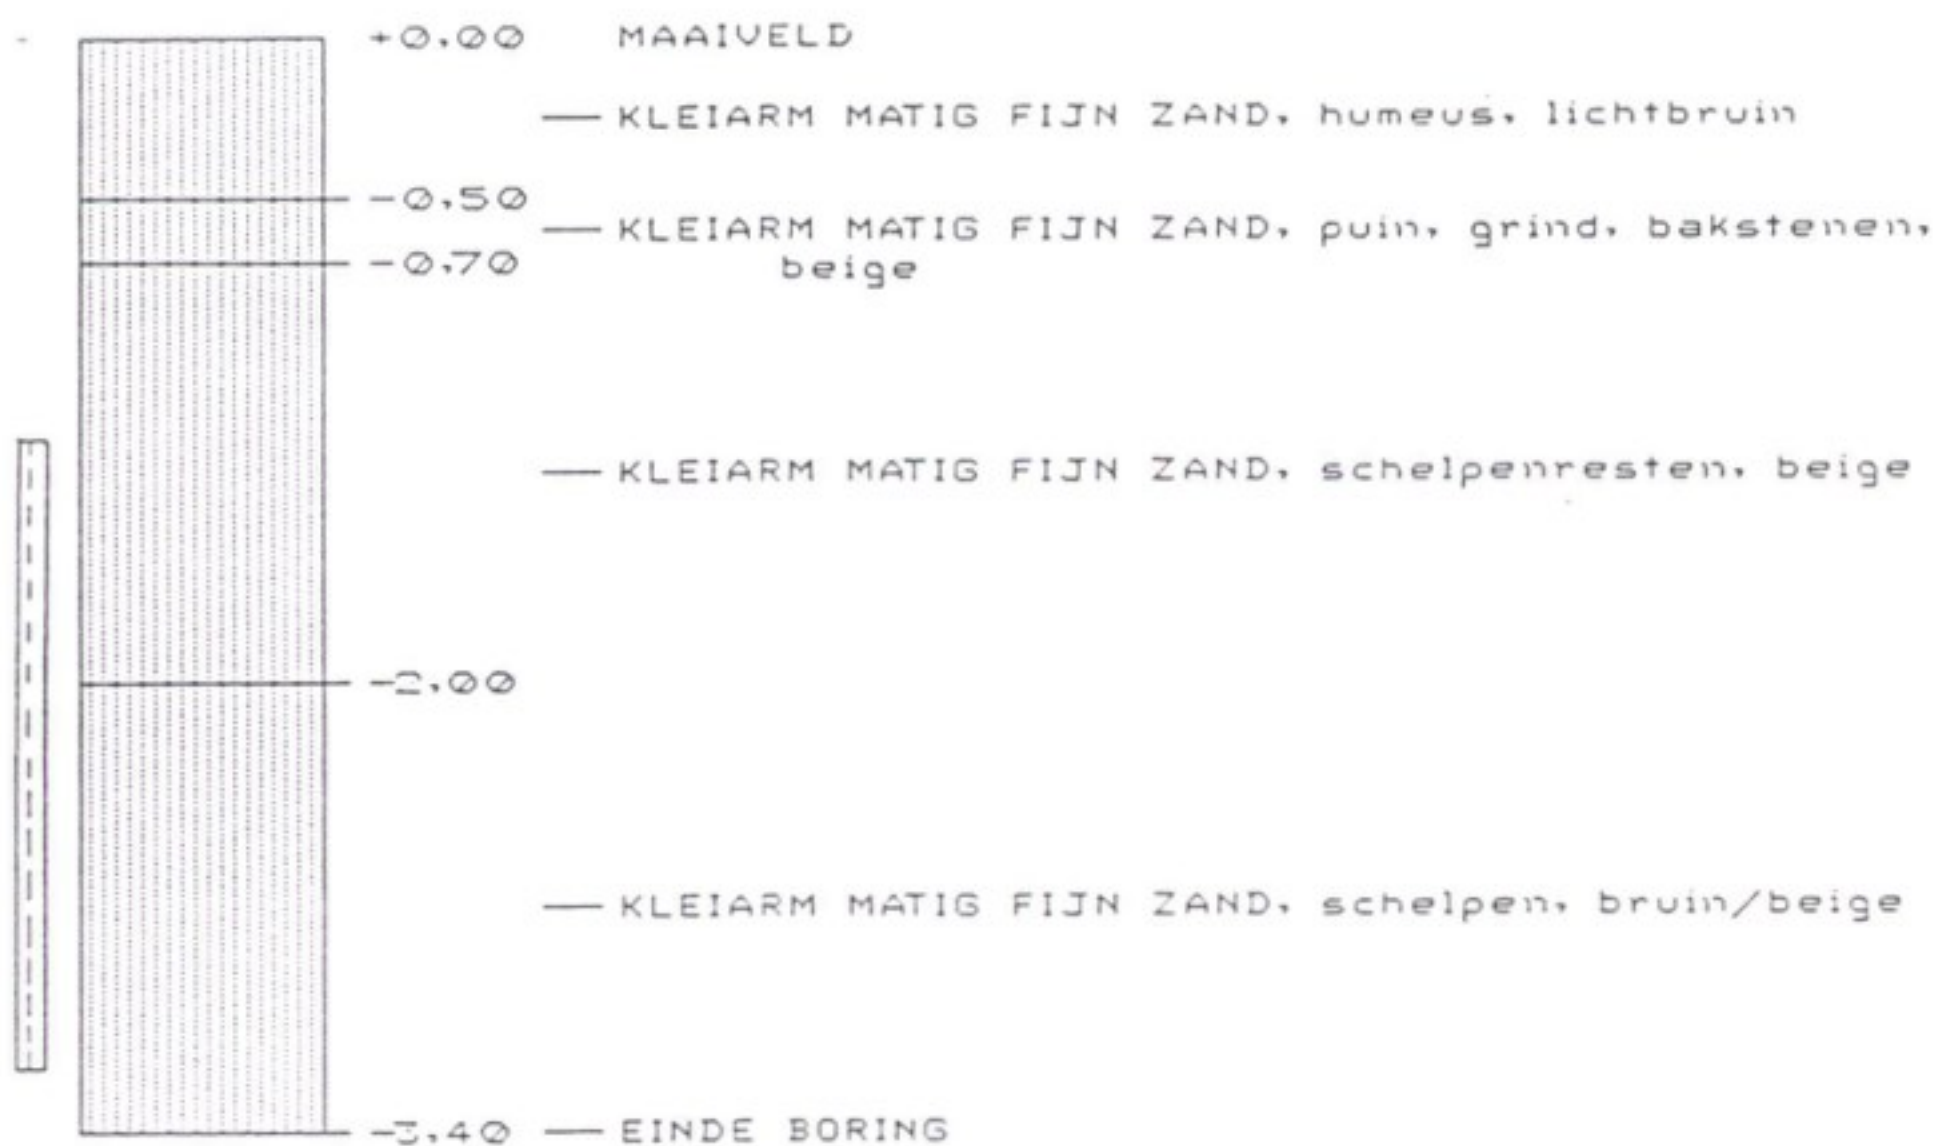 +0,00 MAAIVELD
KLEIARM MATIG FIJN ZAND, humeus, lichtbruin
-0,50
KLEIARM MATIG FIJN ZAND, puin, grind, bakstenen,
-0,70 beige
KLEIARM MATIG FIJN ZAND, schelpenresten, beige
-2,00
KLEIARM MATIG FIJN ZAND, schelpen, bruin/beige
-3,40 EINDE BORING